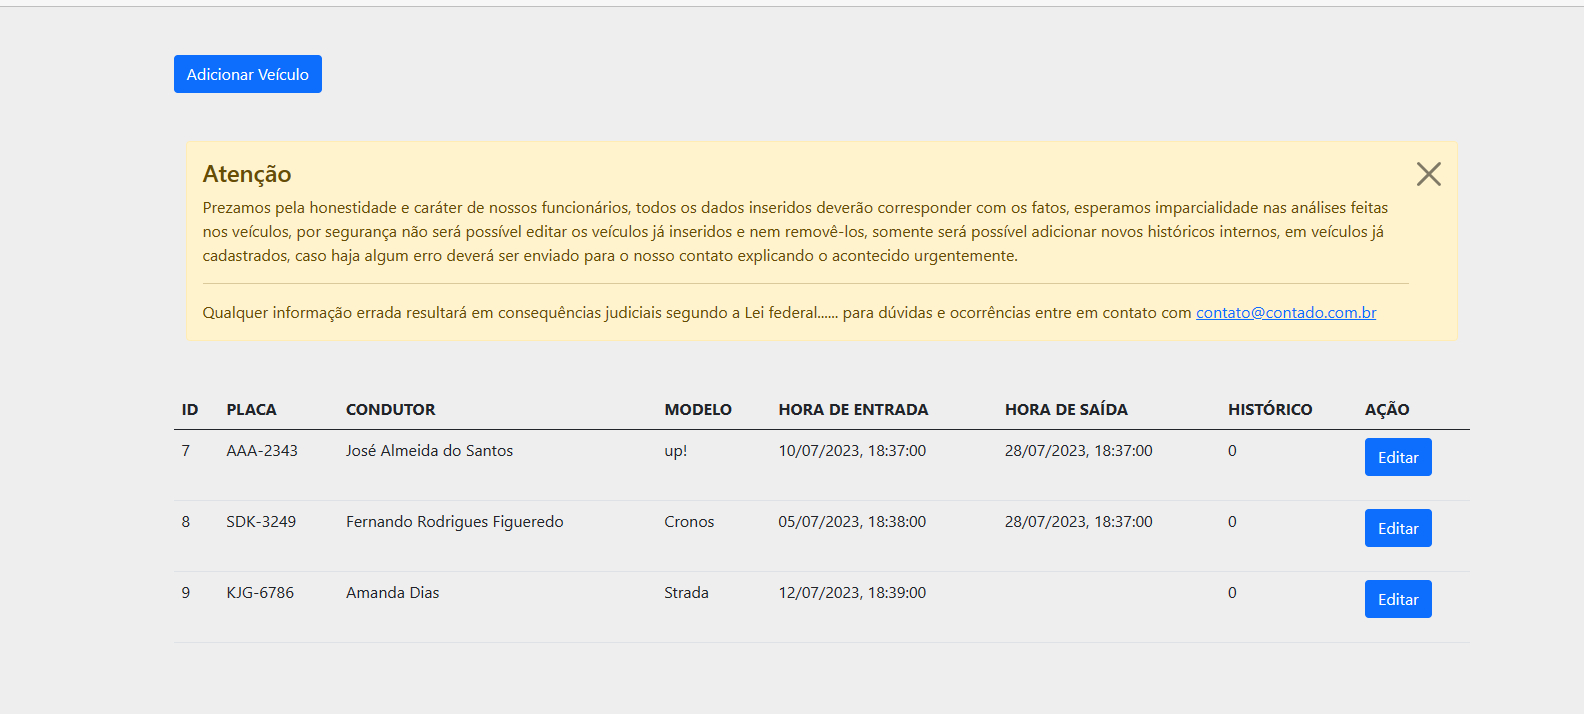 Adicionar Veículo
Atenção
Prezamos pela honestidade e caráter de nossos funcionários, todos os dados inseridos deverão corresponder com os fatos, esperamos imparcialidade nas análises feitas
nos veículos, por segurança não será possível editar os veículos já inseridos e nem removê-los, somente será possível adicionar novos históricos internos, em veículos já
cadastrados, caso haja algum erro deverá ser enviado para o nosso contato explicando o acontecido urgentemente.
Qualquer informação errada resultará em consequências judiciais segundo a Lei federal...... para dúvidas e ocorrências entre em contato com contato@contado.com.br
ID PLACA CONDUTOR MODELO HORA DE ENTRADA HORA DE SAÍDA HISTÓRICO AÇÃO
7 AAA-2343 José Almeida do Santos up! 10/07/2023, 18:37:00 28/07/2023, 18:37:00 0 Editar
8 SDK-3249 Fernando Rodrigues Figueredo Cronos 05/07/2023, 18:38:00 28/07/2023, 18:37:00 0 Editar
9 KJG-6786 Amanda Dias Strada 12/07/2023, 18:39:00 0 Editar